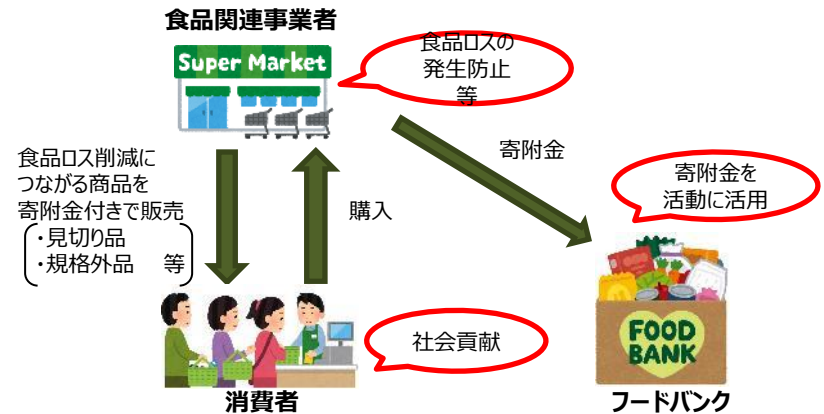 食品関連事業者
Super Market
食品ロスの
発生防止
等
食品ロス削減に
つながる商品を
寄附金付きで販売
・見切り品
・規格外品　等
購入
寄附金
寄附金を
活動に活用
社会貢献
FOOD
BANK
消費者
フードバンク